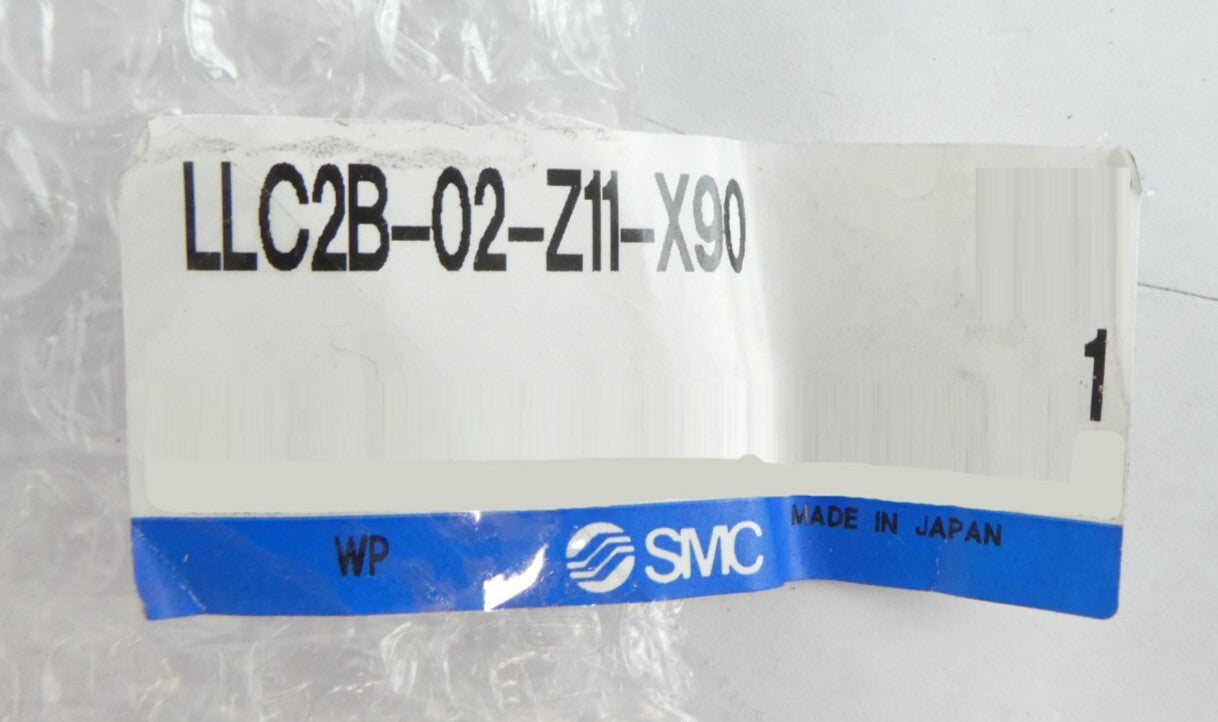 LLC2B-02-Z11-X90
1
WP SMC MADE IN JAPAN